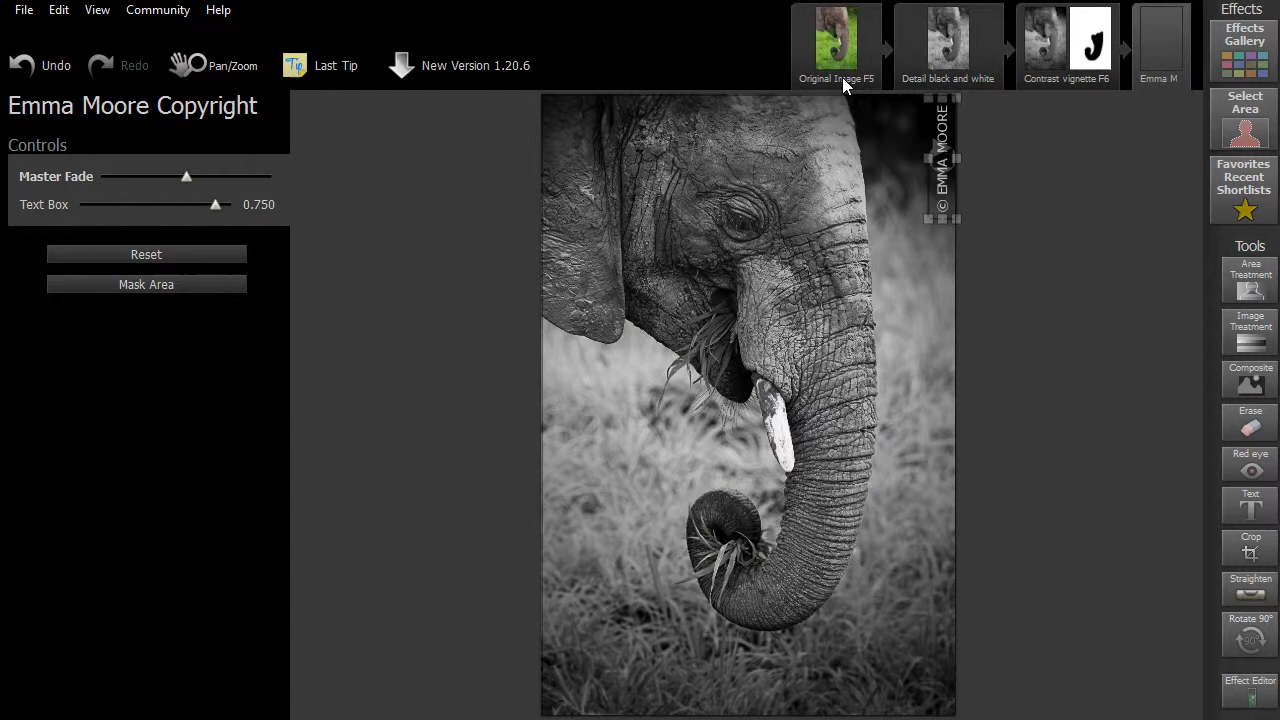 File Edit View Community Help
Undo Redo Pan/Zoom Tip Last Tip New Version 1.20.6
Original Image F5 Detail black and white Contrast vignette F6 Emma M
Emma Moore Copyright
Controls
Master Fade
Text Box 0.750
Reset
Mask Area
© EMMA MOORE
Effects
Effects
Gallery
Select
Area
Favorites
Recent
Shortlists
Tools
Area
Treatment
Image
Treatment
Composite
Erase
Red eye
Text
T
Crop
Straighten
Rotate 90°
90°
Effect Editor